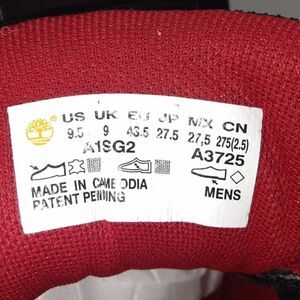 US UK EU JP MX CN
9.5 9 43.5 27.5 27,5 275(2.5)
A1SG2 A3725
MADE IN CAMBODIA MENS
PATENT PENDING